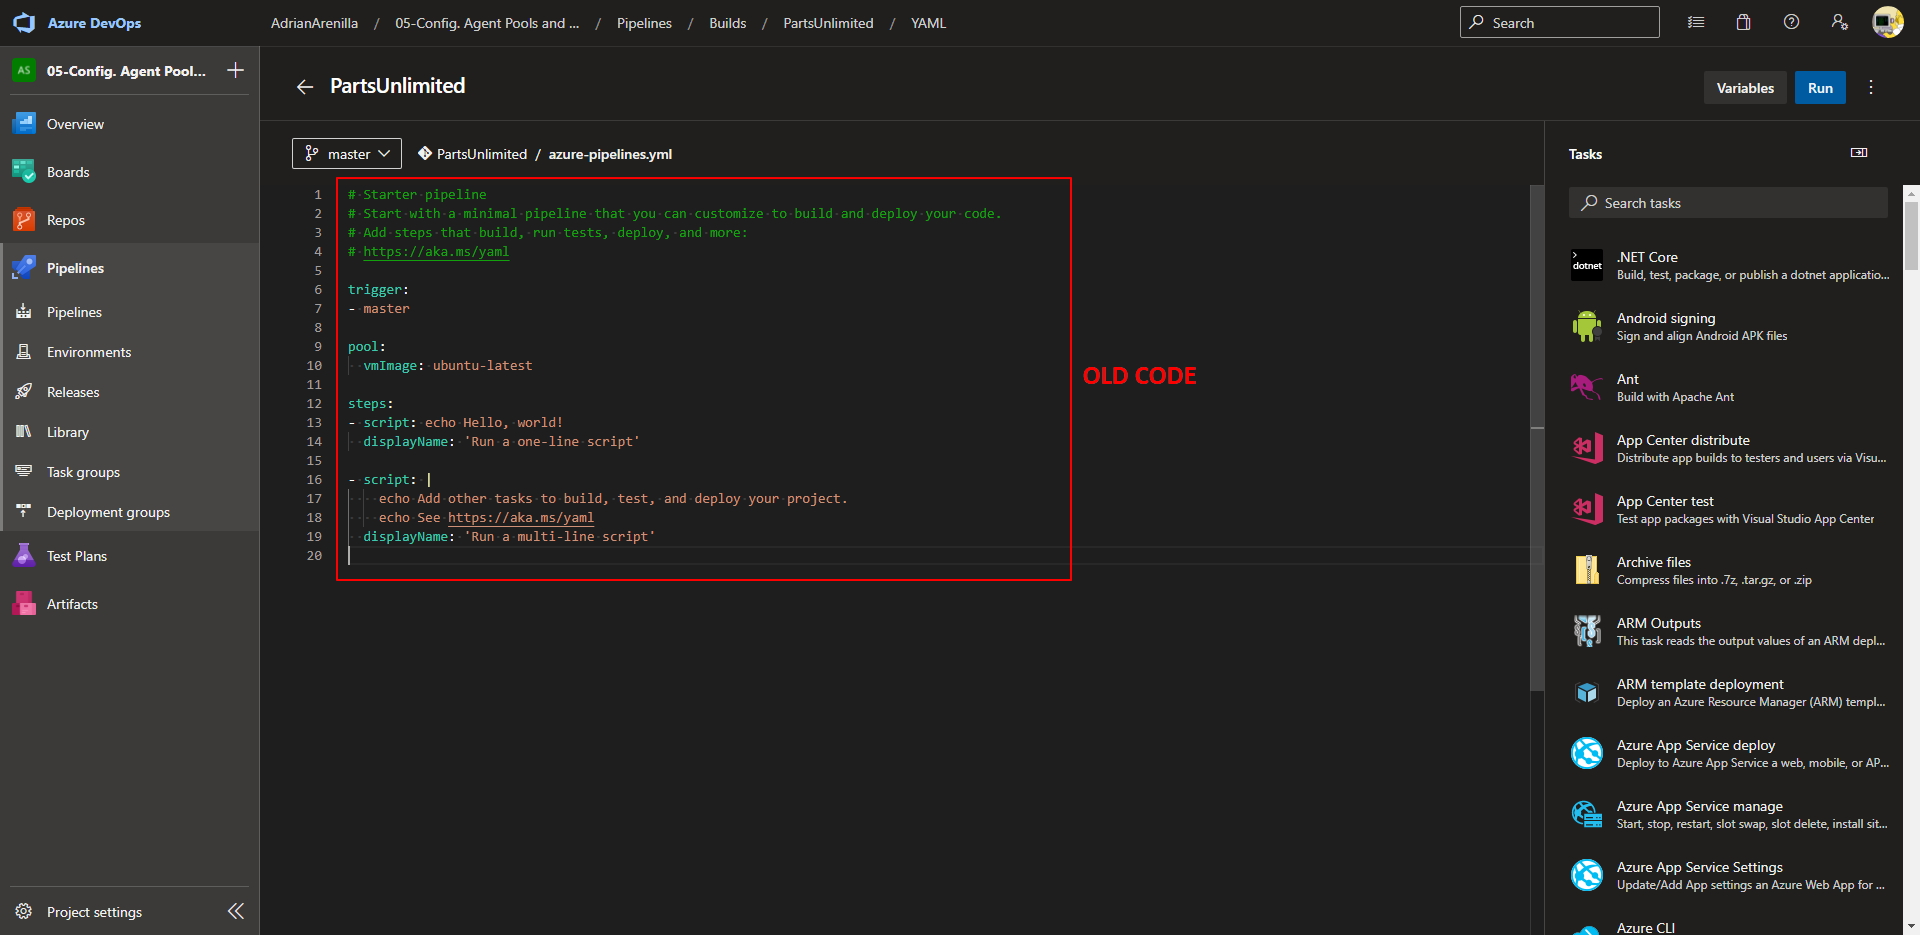 Azure DevOps
AdrianArenilla / 05-Config. Agent Pools and ... / Pipelines / Builds / PartsUnlimited / YAML
Search
AS
05-Config. Agent Pool...
Overview
Boards
Repos
Pipelines
Pipelines
Environments
Releases
Library
Task groups
Deployment groups
Test Plans
Artifacts
Project settings
PartsUnlimited
Variables
Run
master
PartsUnlimited / azure-pipelines.yml
1 # Starter pipeline
2 # Start with a minimal pipeline that you can customize to build and deploy your code.
3 # Add steps that build, run tests, deploy, and more:
4 # https://aka.ms/yaml
5
6 trigger:
7 - master
8
9 pool:
10 vmImage: ubuntu-latest
11
12 steps:
13 - script: echo Hello, world!
14 displayName: 'Run a one-line script'
15
16 - script: |
17 echo Add other tasks to build, test, and deploy your project.
18 echo See https://aka.ms/yaml
19 displayName: 'Run a multi-line script'
20
OLD CODE
Tasks
Search tasks
dotnet
.NET Core
Build, test, package, or publish a dotnet applicatio...
Android signing
Sign and align Android APK files
Ant
Build with Apache Ant
App Center distribute
Distribute app builds to testers and users via Visu...
App Center test
Test app packages with Visual Studio App Center
Archive files
Compress files into .7z, .tar.gz, or .zip
ARM Outputs
This task reads the output values of an ARM depl...
ARM template deployment
Deploy an Azure Resource Manager (ARM) templ...
Azure App Service deploy
Deploy to Azure App Service a web, mobile, or AP...
Azure App Service manage
Start, stop, restart, slot swap, slot delete, install sit...
Azure App Service Settings
Update/Add App settings an Azure Web App for ...
Azure CLI